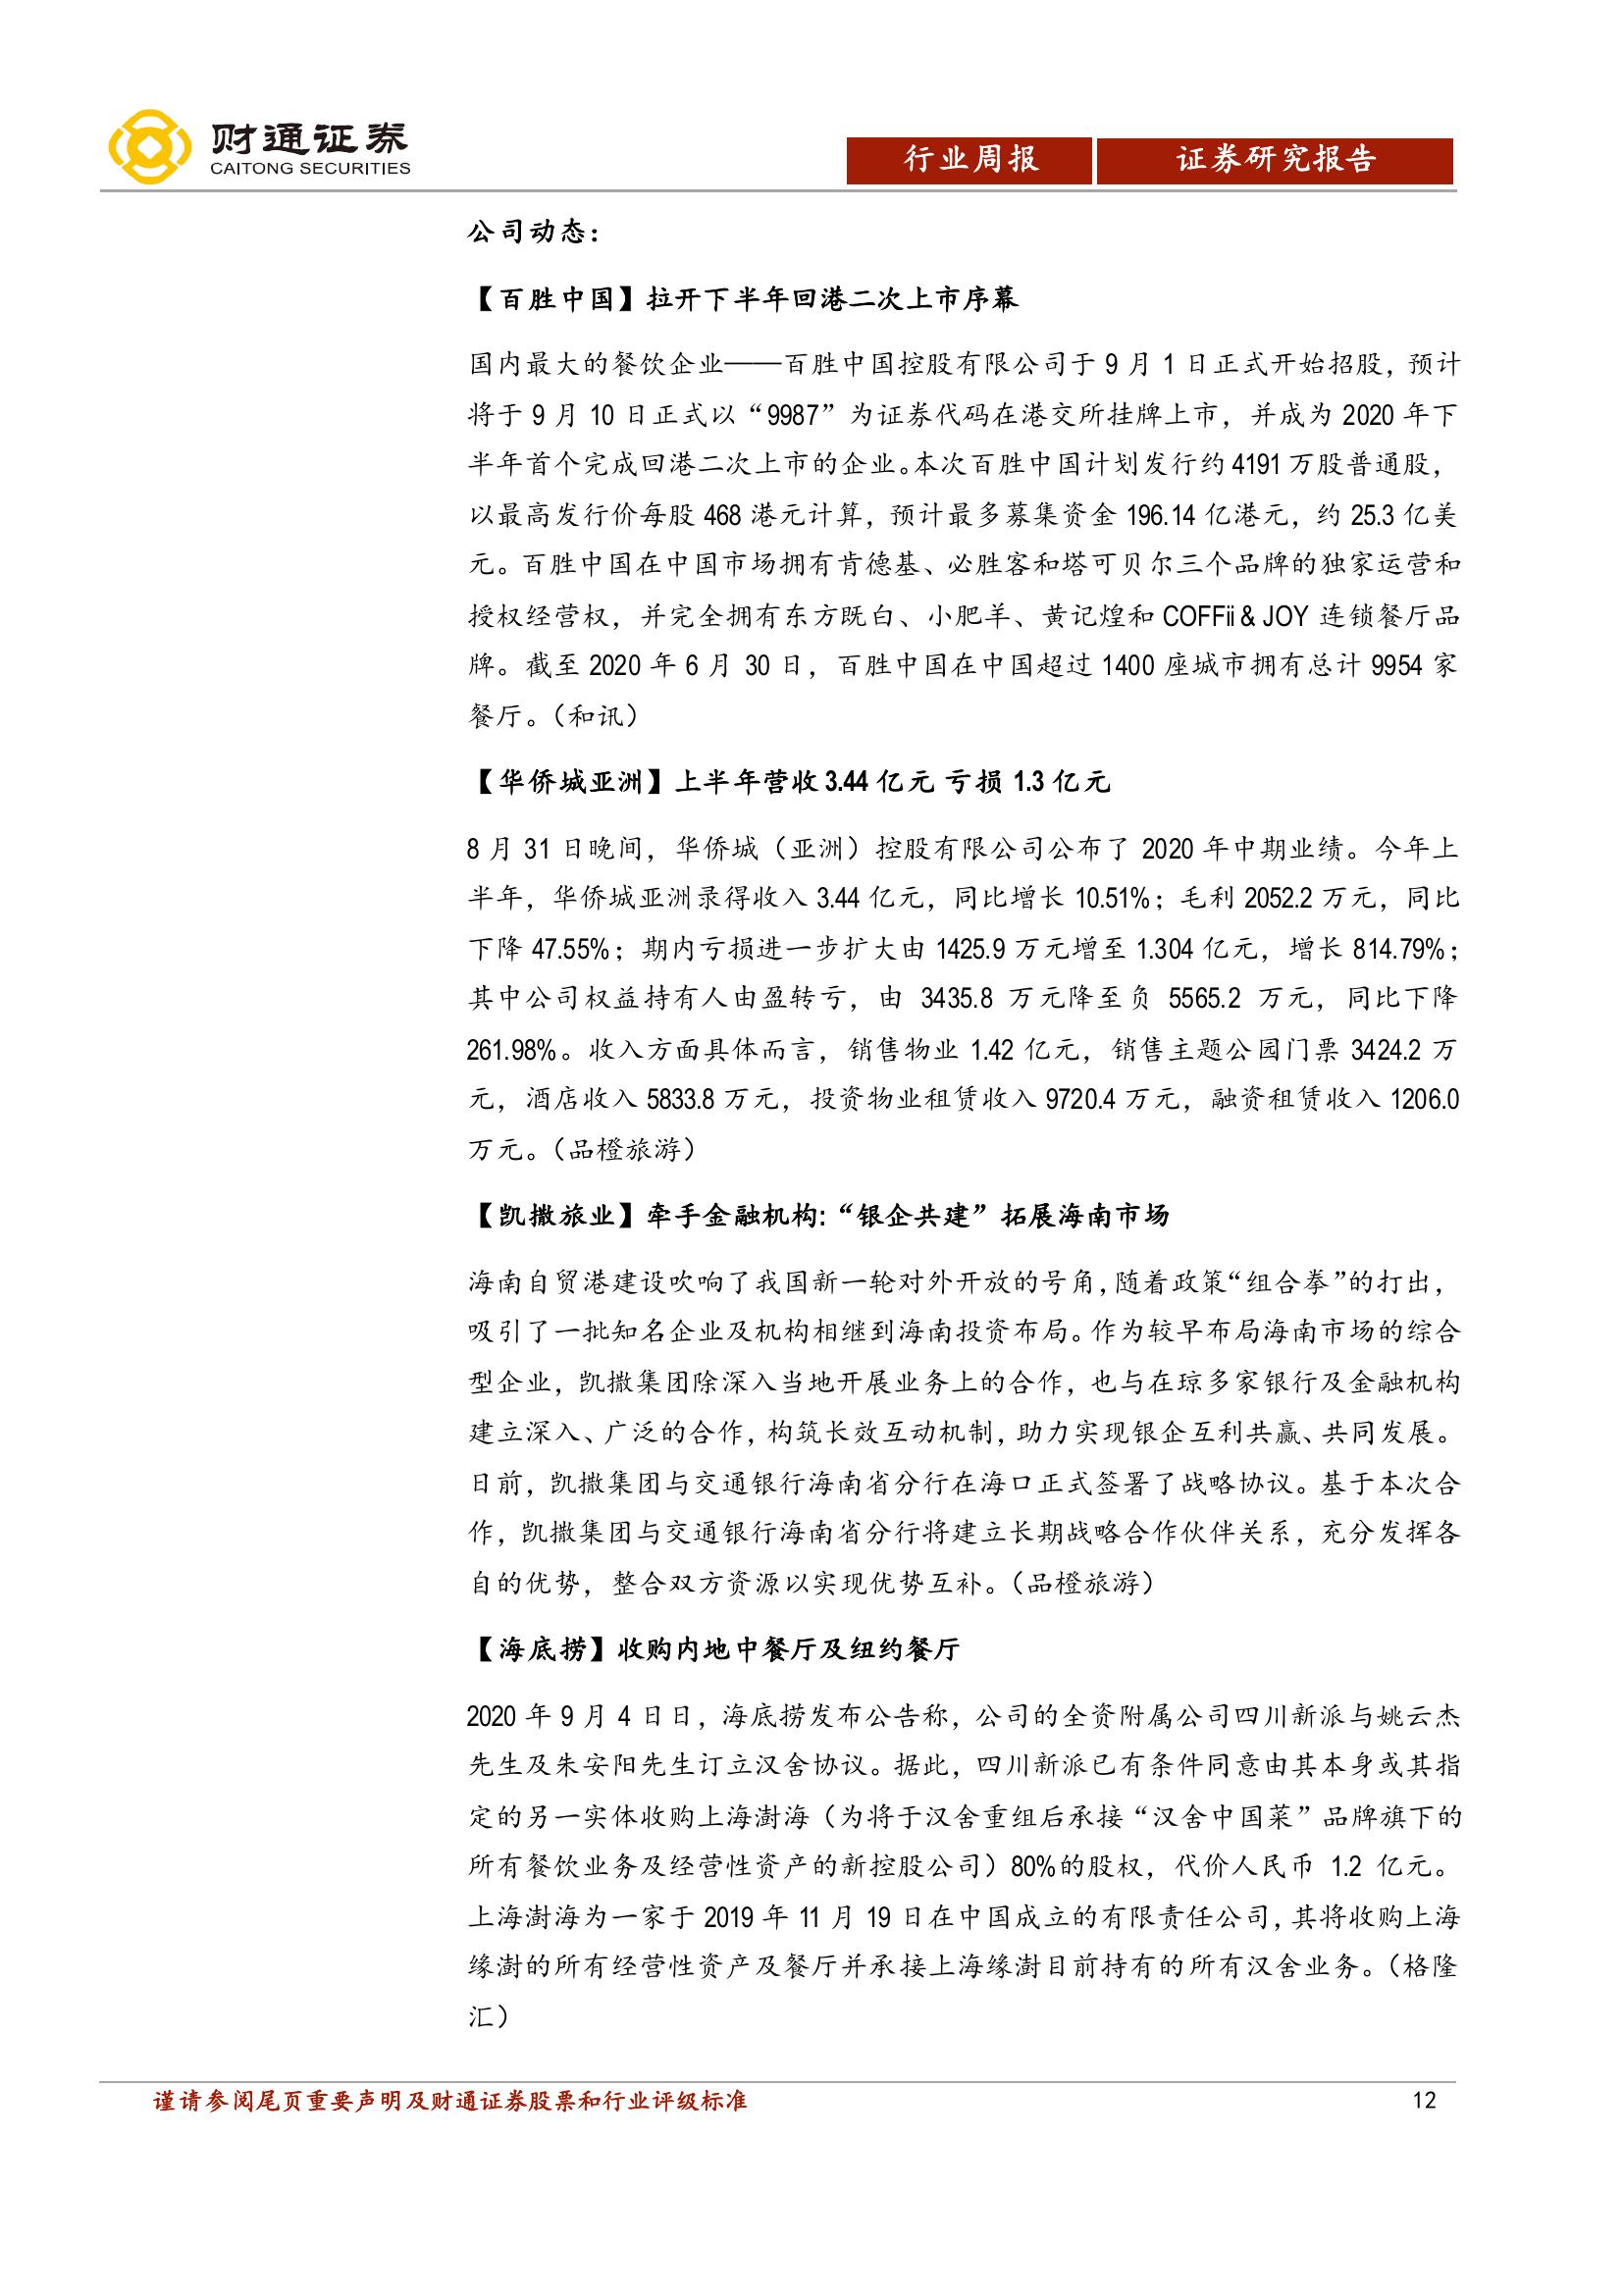 财通证券
CAITONG SECURITIES
行业周报
证券研究报告
公司动态：
【百胜中国】拉开下半年回港二次上市序幕
国内最大的餐饮企业——百胜中国控股有限公司于 9 月 1 日正式开始招股，预计
将于 9 月 10 日正式以“9987”为证券代码在港交所挂牌上市，并成为 2020 年下
半年首个完成回港二次上市的企业。本次百胜中国计划发行约 4191 万股普通股，
以最高发行价每股 468 港元计算，预计最多募集资金 196.14 亿港元，约 25.3 亿美
元。百胜中国在中国市场拥有肯德基、必胜客和塔可贝尔三个品牌的独家运营和
授权经营权，并完全拥有东方既白、小肥羊、黄记煌和 COFFii & JOY 连锁餐厅品
牌。截至 2020 年 6 月 30 日，百胜中国在中国超过 1400 座城市拥有总计 9954 家
餐厅。（和讯）
【华侨城亚洲】上半年营收 3.44 亿元 亏损 1.3 亿元
8 月 31 日晚间，华侨城（亚洲）控股有限公司公布了 2020 年中期业绩。今年上
半年，华侨城亚洲录得收入 3.44 亿元，同比增长 10.51%；毛利 2052.2 万元，同比
下降 47.55%；期内亏损进一步扩大由 1425.9 万元增至 1.304 亿元，增长 814.79%；
其中公司权益持有人由盈转亏，由 3435.8 万元降至负 5565.2 万元，同比下降
261.98%。收入方面具体而言，销售物业 1.42 亿元，销售主题公园门票 3424.2 万
元，酒店收入 5833.8 万元，投资物业租赁收入 9720.4 万元，融资租赁收入 1206.0
万元。（品橙旅游）
【凯撒旅业】牵手金融机构:“银企共建”拓展海南市场
海南自贸港建设吹响了我国新一轮对外开放的号角，随着政策“组合拳”的打出，
吸引了一批知名企业及机构相继到海南投资布局。作为较早布局海南市场的综合
型企业，凯撒集团除深入当地开展业务上的合作，也与在琼多家银行及金融机构
建立深入、广泛的合作，构筑长效互动机制，助力实现银企互利共赢、共同发展。
日前，凯撒集团与交通银行海南省分行在海口正式签署了战略协议。基于本次合
作，凯撒集团与交通银行海南省分行将建立长期战略合作伙伴关系，充分发挥各
自的优势，整合双方资源以实现优势互补。（品橙旅游）
【海底捞】收购内地中餐厅及纽约餐厅
2020 年 9 月 4 日日，海底捞发布公告称，公司的全资附属公司四川新派与姚云杰
先生及朱安阳先生订立汉舍协议。据此，四川新派已有条件同意由其本身或其指
定的另一实体收购上海澍海（为将于汉舍重组后承接“汉舍中国菜”品牌旗下的
所有餐饮业务及经营性资产的新控股公司）80%的股权，代价人民币 1.2 亿元。
上海澍海为一家于 2019 年 11 月 19 日在中国成立的有限责任公司，其将收购上海
缘澍的所有经营性资产及餐厅并承接上海缘澍目前持有的所有汉舍业务。（格隆
汇）
谨请参阅尾页重要声明及财通证券股票和行业评级标准
12